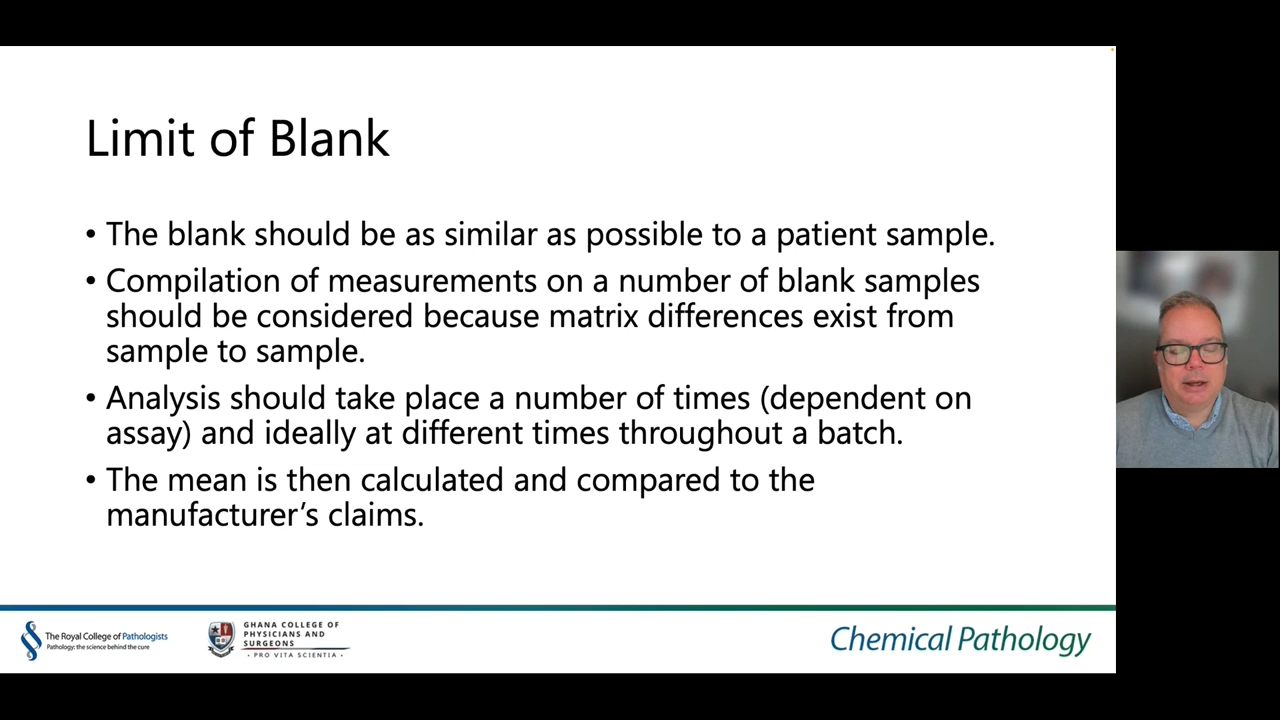 Limit of Blank
• The blank should be as similar as possible to a patient sample.
• Compilation of measurements on a number of blank samples
should be considered because matrix differences exist from
sample to sample.
• Analysis should take place a number of times (dependent on
assay) and ideally at different times throughout a batch.
• The mean is then calculated and compared to the
manufacturer’s claims.
The Royal College of Pathologists
Pathology: the science behind the cure
GHANA COLLEGE OF
PHYSICIANS AND
SURGEONS
• PRO VITA SCIENTIA •
Chemical Pathology